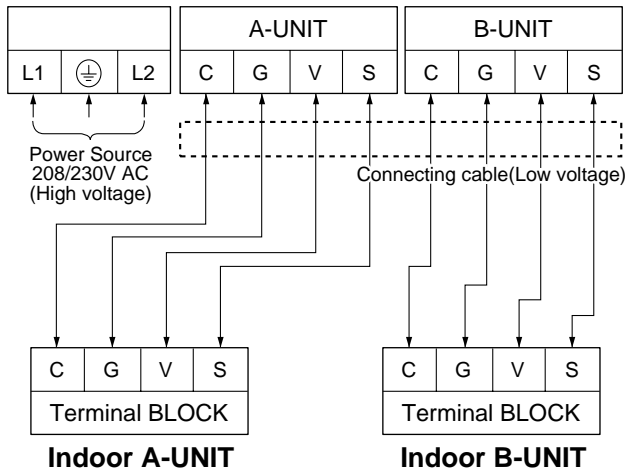 A-UNIT B-UNIT
L1 L2 C G V S C G V S
Power Source
208/230V AC
(High voltage)
Connecting cable(Low voltage)
C G V S C G V S
Terminal BLOCK Terminal BLOCK
Indoor A-UNIT Indoor B-UNIT